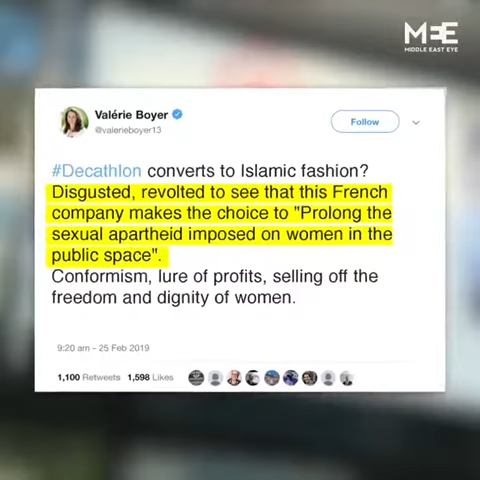 MEE
MIDDLE EAST EYE
Valérie Boyer
@valerieboyer13
Follow
#Decathlon converts to Islamic fashion?
Disgusted, revolted to see that this French
company makes the choice to "Prolong the
sexual apartheid imposed on women in the
public space".
Conformism, lure of profits, selling off the
freedom and dignity of women.
9:20 am - 25 Feb 2019
1,100 Retweets 1,598 Likes